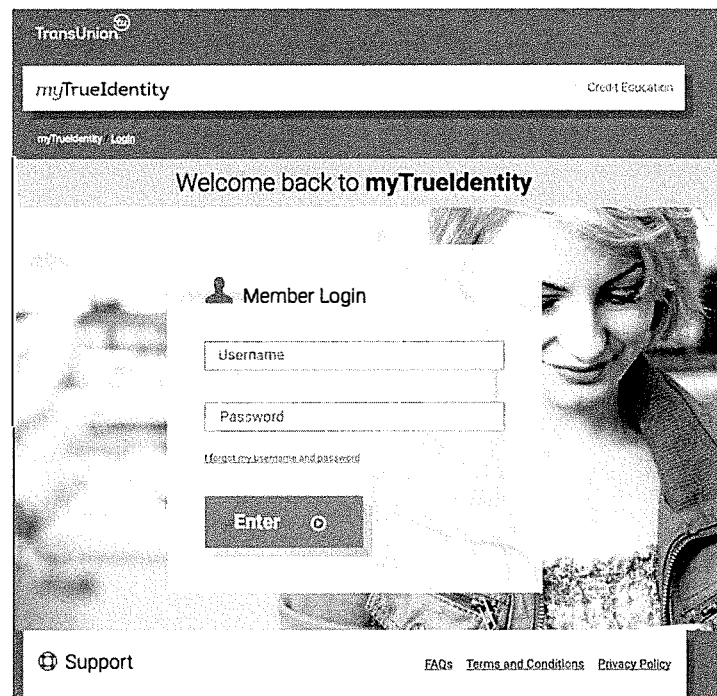 TransUnion tu
myTrueIdentity
Credit Education
myTrueIdentity / Login
Welcome back to myTrueIdentity
Member Login
Username
Password
I forgot my username and password
Enter
Support
FAQs Terms and Conditions Privacy Policy